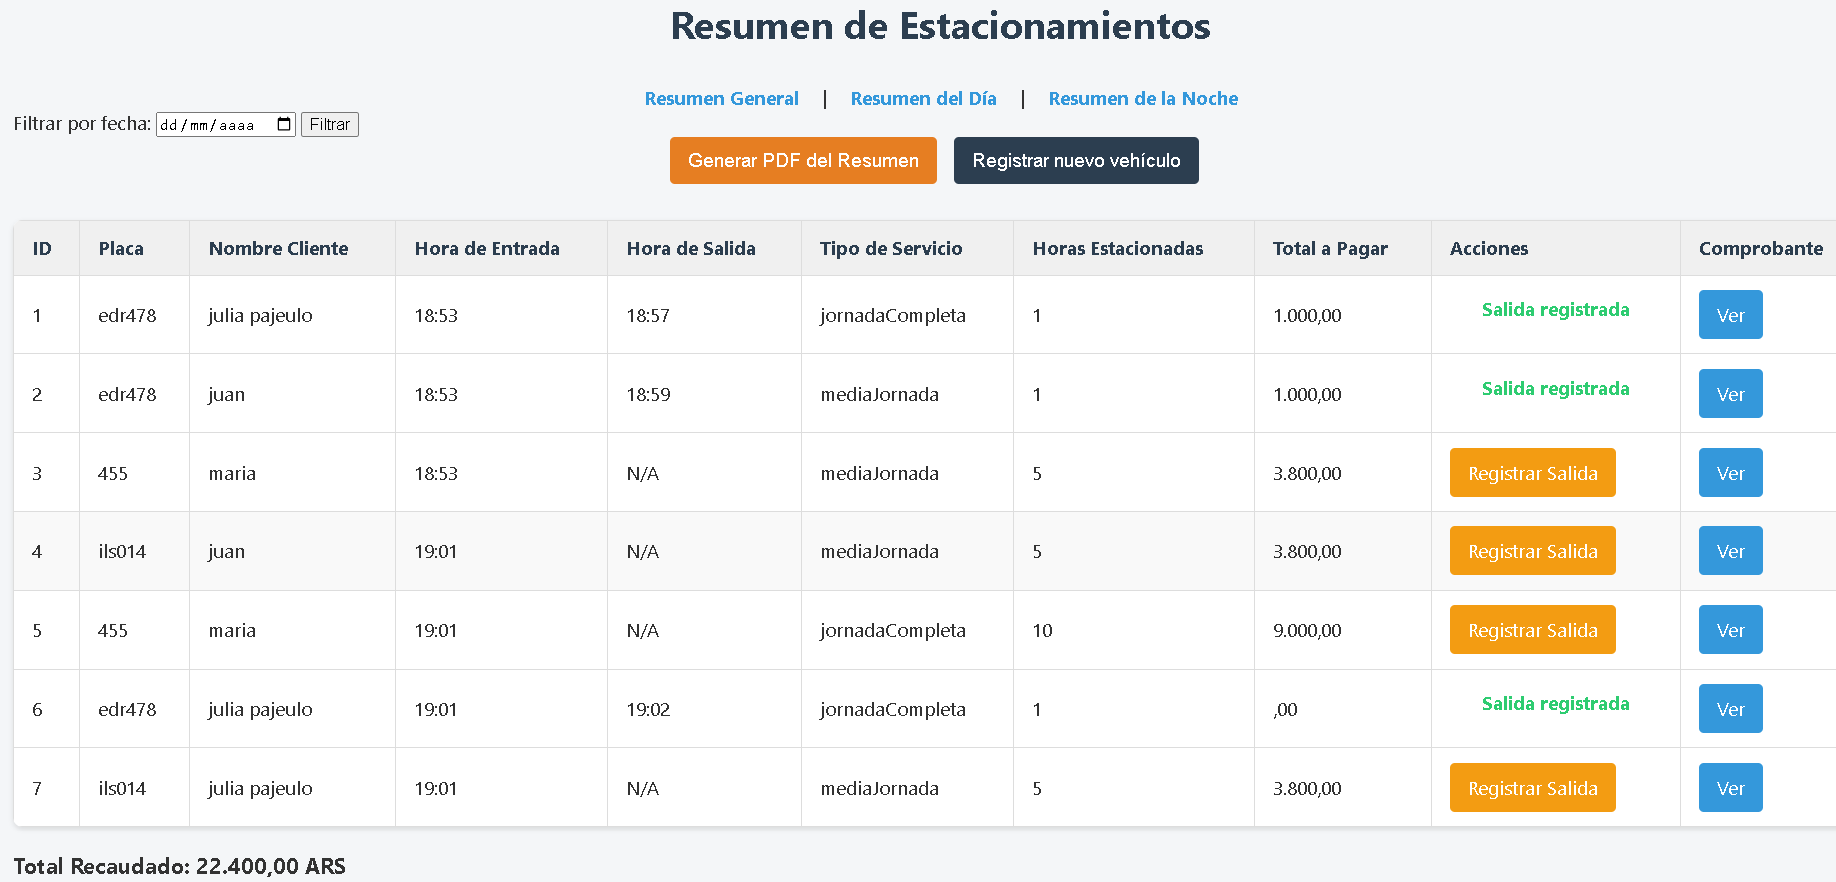 Resumen de Estacionamientos
Resumen General | Resumen del Día | Resumen de la Noche
Filtrar por fecha: dd/mm/aaaa Filtrar
Generar PDF del Resumen Registrar nuevo vehículo
ID Placa Nombre Cliente Hora de Entrada Hora de Salida Tipo de Servicio Horas Estacionadas Total a Pagar Acciones Comprobante
1 edr478 julia pajeulo 18:53 18:57 jornadaCompleta 1 1.000,00 Salida registrada Ver
2 edr478 juan 18:53 18:59 mediaJornada 1 1.000,00 Salida registrada Ver
3 455 maria 18:53 N/A mediaJornada 5 3.800,00 Registrar Salida Ver
4 ils014 juan 19:01 N/A mediaJornada 5 3.800,00 Registrar Salida Ver
5 455 maria 19:01 N/A jornadaCompleta 10 9.000,00 Registrar Salida Ver
6 edr478 julia pajeulo 19:01 19:02 jornadaCompleta 1 ,00 Salida registrada Ver
7 ils014 julia pajeulo 19:01 N/A mediaJornada 5 3.800,00 Registrar Salida Ver
Total Recaudado: 22.400,00 ARS